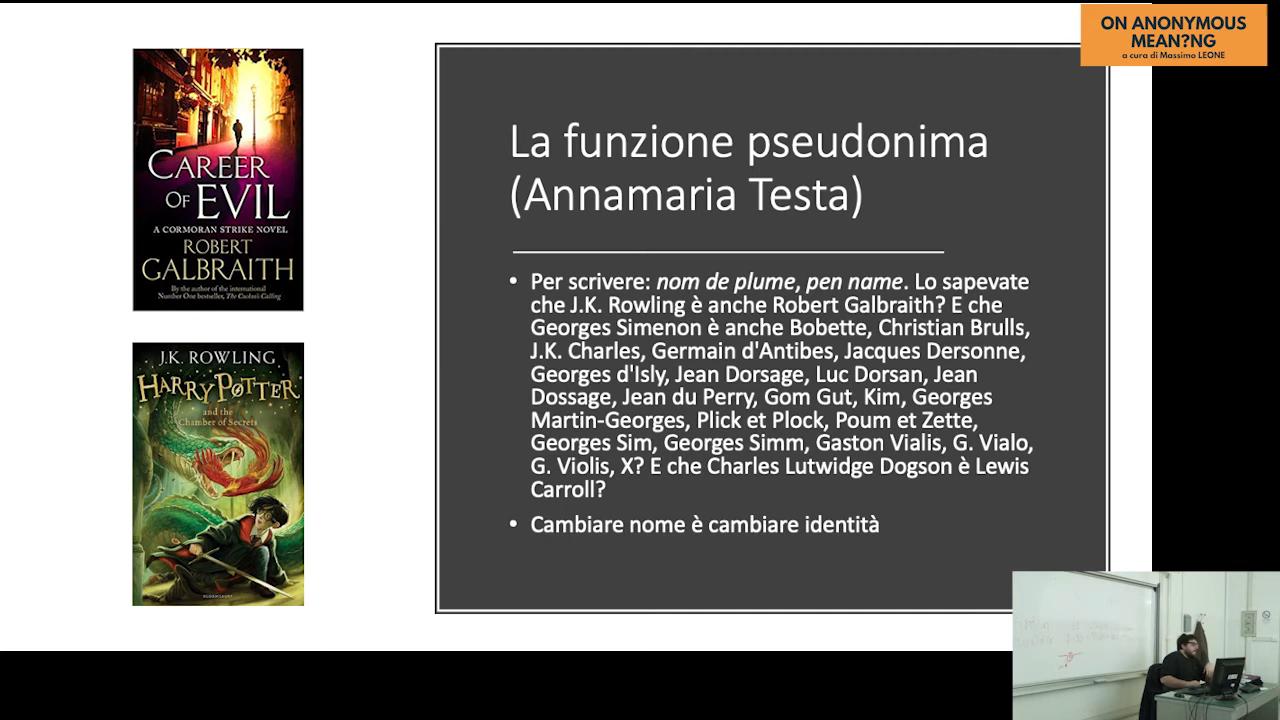 ON ANONYMOUS
MEAN?NG
a cura di Massimo LEONE
CAREER
OF EVIL
A CORMORAN STRIKE NOVEL
ROBERT
GALBRAITH
By the author of the international
Number One bestseller, The Cuckoo's Calling
J.K. ROWLING
HARRY POTTER
and the
Chamber of Secrets
BLOOMSBURY
La funzione pseudonima
(Annamaria Testa)
• Per scrivere: nom de plume, pen name. Lo sapevate
che J.K. Rowling è anche Robert Galbraith? E che
Georges Simenon è anche Bobette, Christian Brulls,
J.K. Charles, Germain d'Antibes, Jacques Dersonne,
Georges d'Isly, Jean Dorsage, Luc Dorsan, Jean
Dossage, Jean du Perry, Gom Gut, Kim, Georges
Martin-Georges, Plick et Plock, Poum et Zette,
Georges Sim, Georges Simm, Gaston Vialis, G. Vialo,
G. Violis, X? E che Charles Lutwidge Dogson è Lewis
Carroll?
• Cambiare nome è cambiare identità